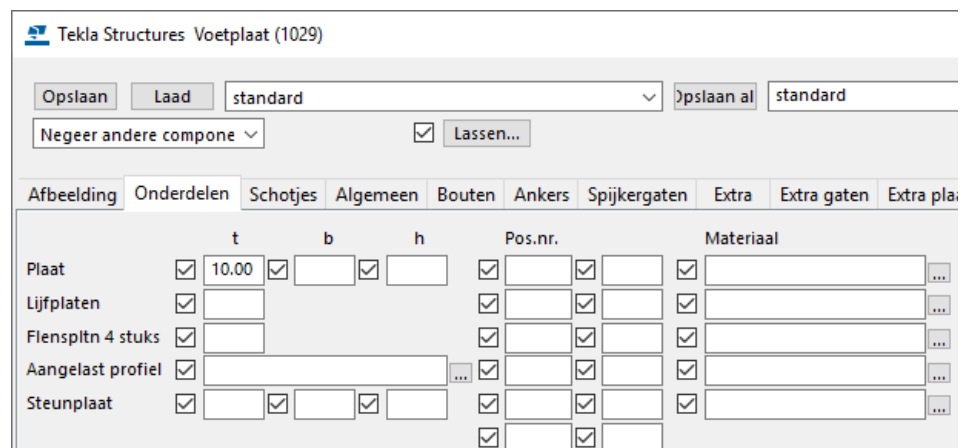 Tekla Structures Voetplaat (1029)
Opslaan Laad standard Opslaan al standard
Negeer andere compone Lassen...
Afbeelding Onderdelen Schotjes Algemeen Bouten Ankers Spijkergaten Extra Extra gaten Extra plaa
t b h Pos.nr. Materiaal
Plaat 10.00 ...
Lijfplaten ...
Flenspltn 4 stuks ...
Aangelast profiel ... ...
Steunplaat ...